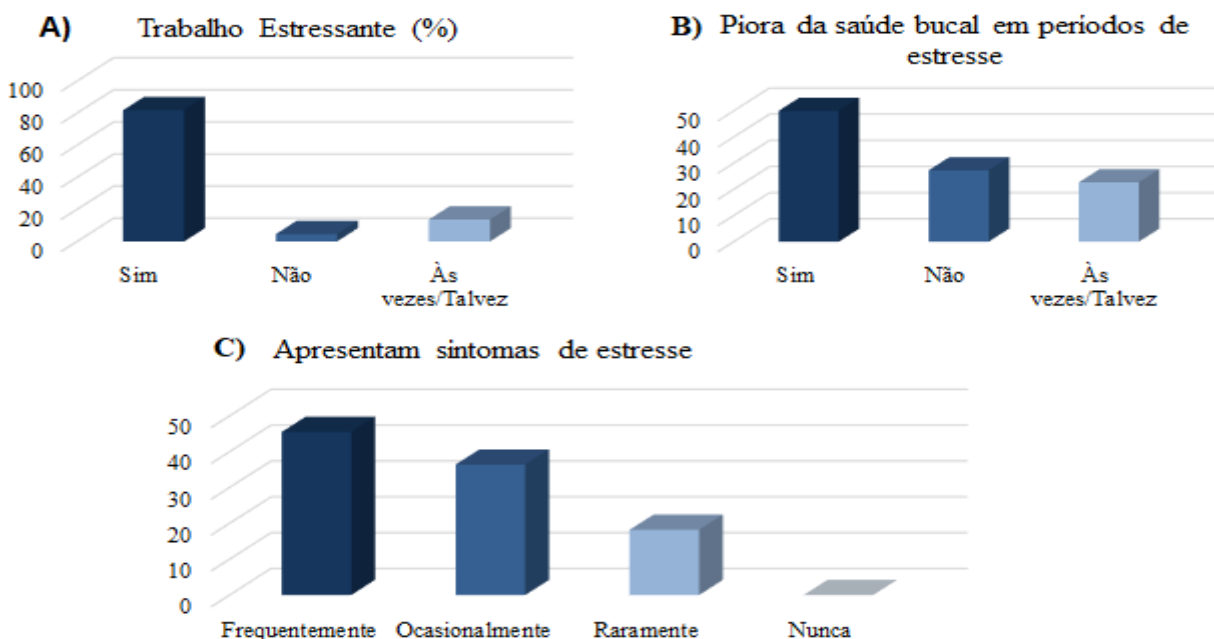 A) Trabalho Estressante (%)
100
80
60
40
20
0
Sim
Não
Às
vezes/Talvez
B) Piora da saúde bucal em períodos de
estresse
50
40
30
20
10
0
Sim
Não
Às
vezes/Talvez
C) Apresentam sintomas de estresse
50
40
30
20
10
0
Frequentemente
Ocasionalmente
Raramente
Nunca